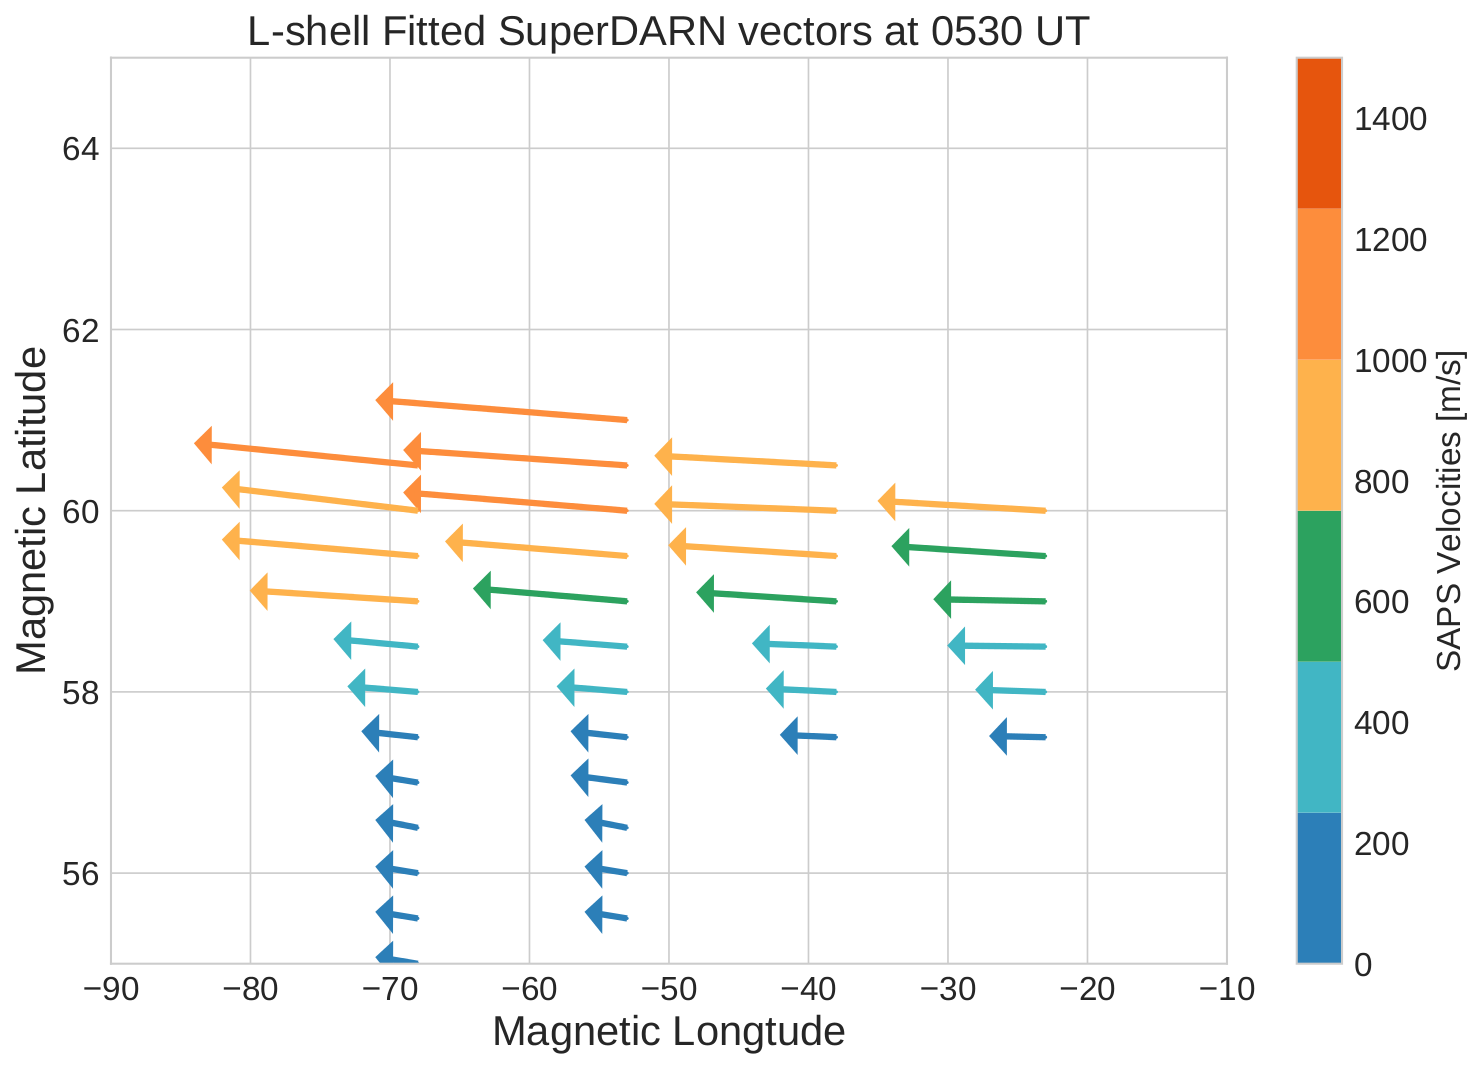 L-shell Fitted SuperDARN vectors at 0530 UT
64
62
60
58
56
−90 −80 −70 −60 −50 −40 −30 −20 −10
Magnetic Longtude
Magnetic Latitude
1400
1200
1000
800
600
400
200
0
SAPS Velocities [m/s]